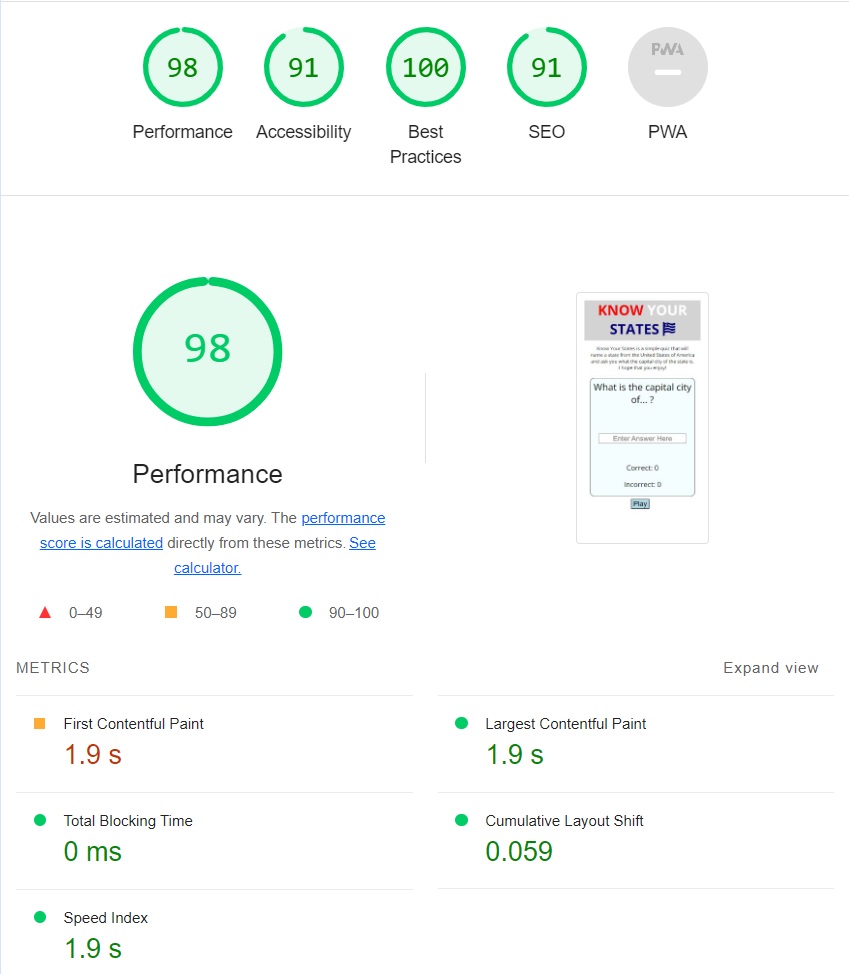 98
91
100
91
PWA
Performance
Accessibility
Best
Practices
SEO
PWA
98
Performance
Values are estimated and may vary. The performance
score is calculated directly from these metrics. See
calculator.
0–49
50–89
90–100
KNOW YOUR
STATES
Know Your States is a simple quiz that will
name a state from the United States of America
and ask you what the capital city of the state is.
I hope that you enjoy!
What is the capital city
of... ?
Enter Answer Here
Correct: 0
Incorrect: 0
Play
METRICS
Expand view
First Contentful Paint
1.9 s
Largest Contentful Paint
1.9 s
Total Blocking Time
0 ms
Cumulative Layout Shift
0.059
Speed Index
1.9 s